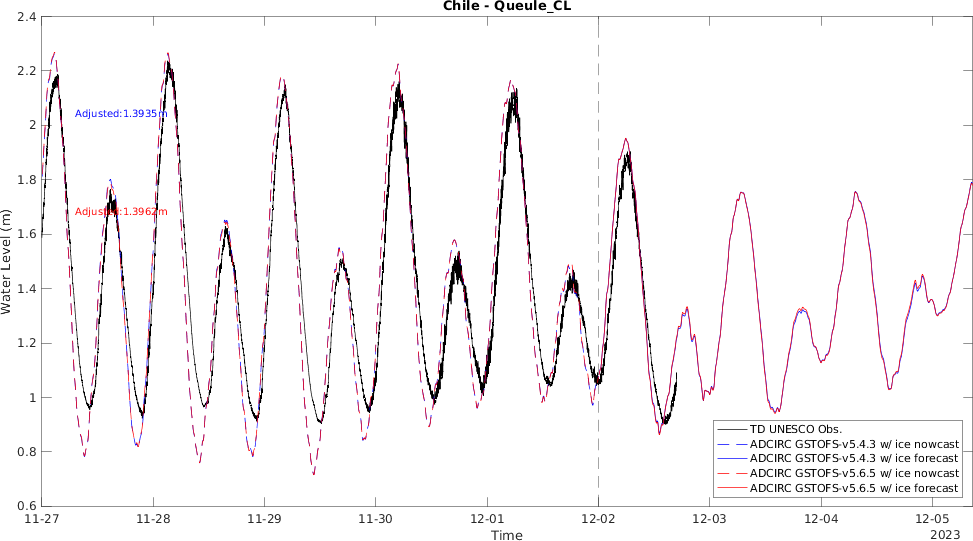 Chile - Queule_CL
2.4
2.2
2
1.8
1.6
1.4
1.2
1
0.8
0.6
Water Level (m)
Adjusted:1.3935m
Adjusted:1.3962m
TD UNESCO Obs.
ADCIRC GSTOFS-v5.4.3 w/ ice nowcast
ADCIRC GSTOFS-v5.4.3 w/ ice forecast
ADCIRC GSTOFS-v5.6.5 w/ ice nowcast
ADCIRC GSTOFS-v5.6.5 w/ ice forecast
11-27 11-28 11-29 11-30 12-01 12-02 12-03 12-04 12-05
Time
2023